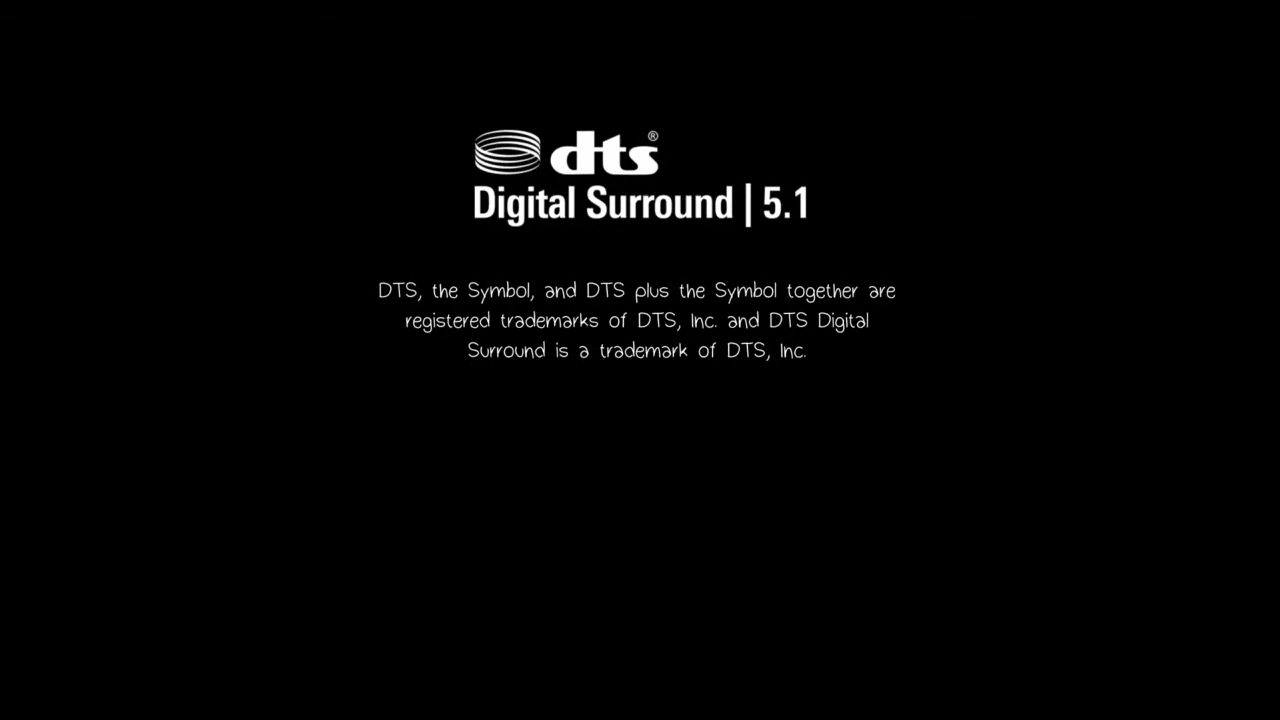 dts®
Digital Surround | 5.1
DTS, the Symbol, and DTS plus the Symbol together are
registered trademarks of DTS, Inc. and DTS Digital
Surround is a trademark of DTS, Inc.